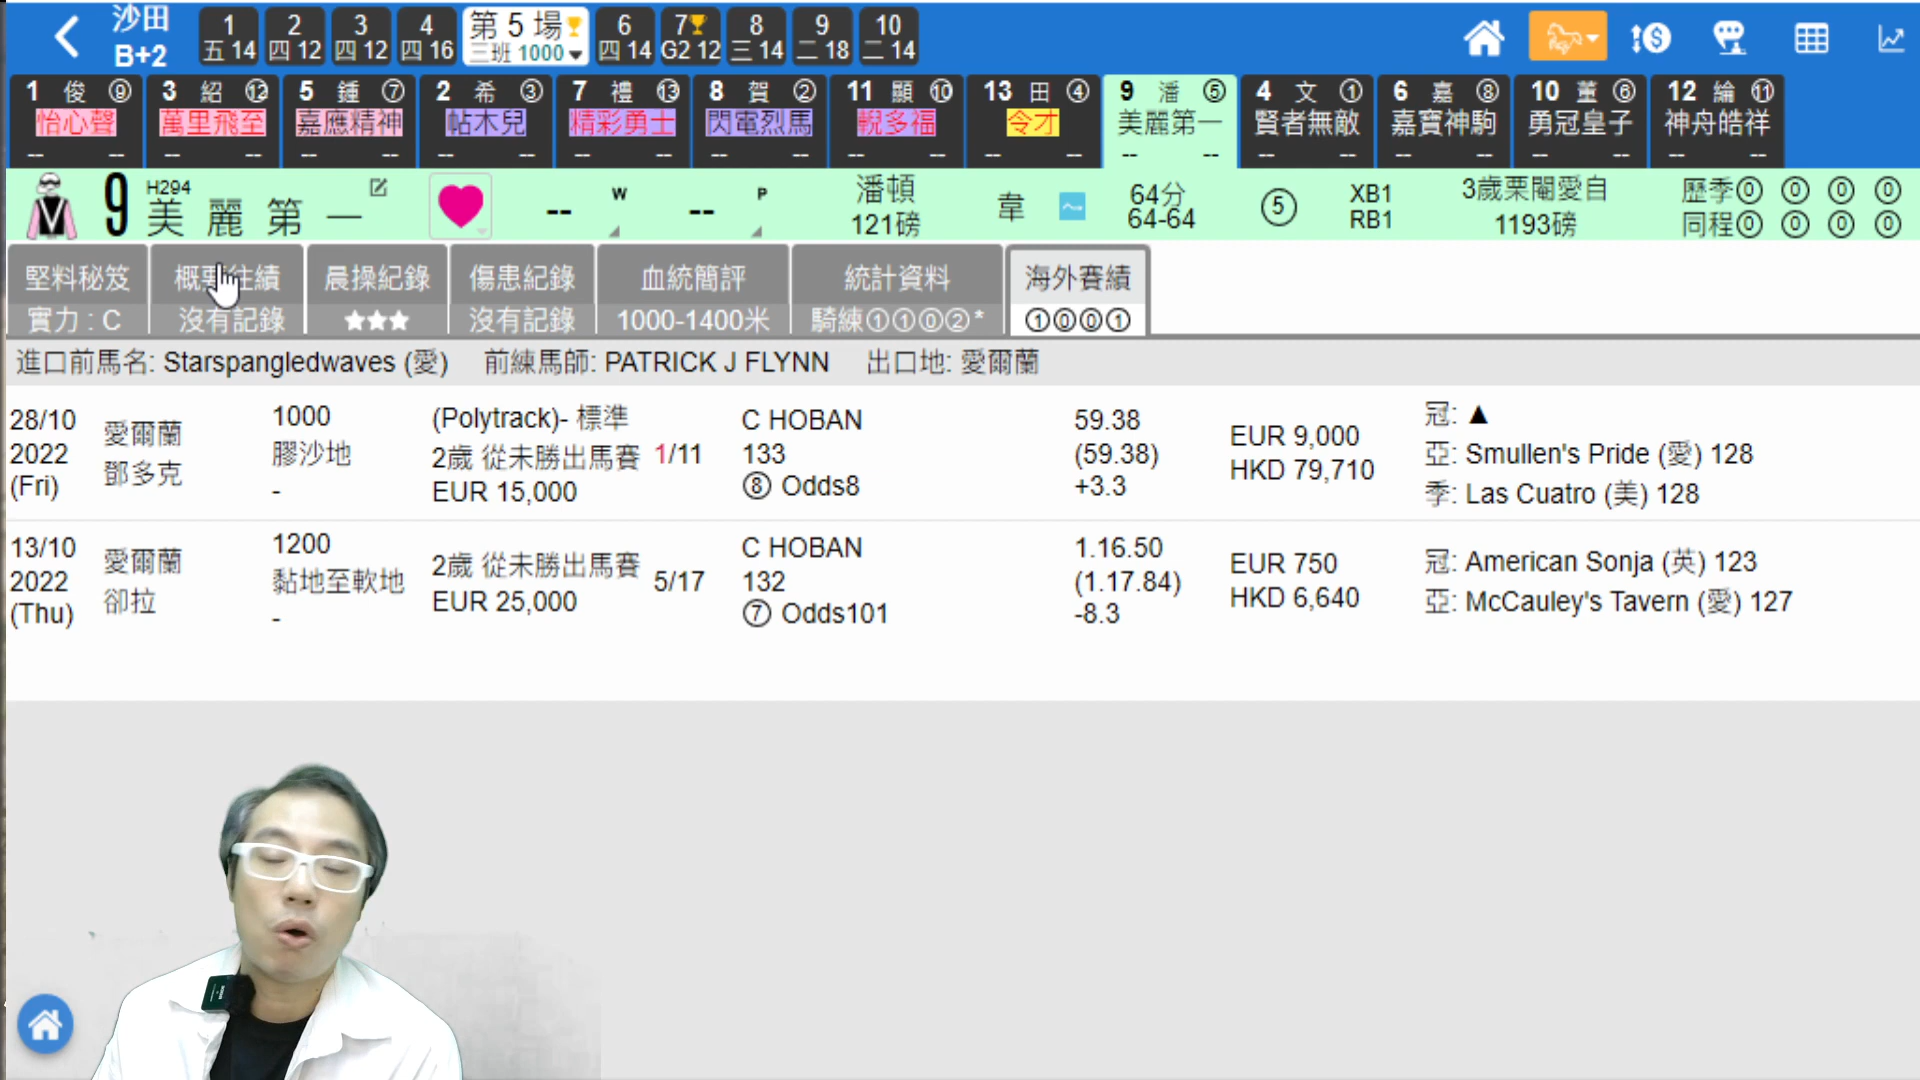 沙田
B+2
1
五 14
2
四 12
3
四 12
4
四 16
第 5 場
三班 1000
6
四 14
7
G2 12
8
三 14
9
二 18
10
二 14
1 俊 ⑨
怡心聲
-- --
3 紹 ⑫
萬里飛至
-- --
5 鍾 ⑦
嘉應精神
-- --
2 希 ③
帖木兒
-- --
7 禮 ⑬
精彩勇士
-- --
8 賀 ②
閃電烈馬
-- --
11 顯 ⑩
靚多福
-- --
13 田 ④
令才
-- --
9 潘 ⑤
美麗第一
-- --
4 文 ①
賢者無敵
-- --
6 嘉 ⑧
嘉寶神駒
-- --
10 董 ⑥
勇冠皇子
-- --
12 綸 ⑪
神舟皓祥
-- --
9
H294
美麗第一
-- W
-- P
潘頓
121磅
韋
64分
64-64
⑤
XB1
RB1
3歲栗閹愛自
1193磅
歷季⓪ ⓪ ⓪ ⓪
同程⓪ ⓪ ⓪ ⓪
堅料秘笈
實力 : C
概要往績
沒有記錄
晨操紀錄
★★★
傷患紀錄
沒有記錄
血統簡評
1000-1400米
統計資料
騎練①①⓪②*
海外賽績
①⓪⓪①
進口前馬名: Starspangledwaves (愛) 前練馬師: PATRICK J FLYNN 出口地: 愛爾蘭
28/10
2022
(Fri)
愛爾蘭
鄧多克
1000
膠沙地
-
(Polytrack)- 標準
2歲 從未勝出馬賽
EUR 15,000
1/11
C HOBAN
133
⑧ Odds8
59.38
(59.38)
+3.3
EUR 9,000
HKD 79,710
冠: ▲
亞: Smullen's Pride (愛) 128
季: Las Cuatro (美) 128
13/10
2022
(Thu)
愛爾蘭
卻拉
1200
黏地至軟地
-
2歲 從未勝出馬賽
EUR 25,000
5/17
C HOBAN
132
⑦ Odds101
1.16.50
(1.17.84)
-8.3
EUR 750
HKD 6,640
冠: American Sonja (英) 123
亞: McCauley's Tavern (愛) 127